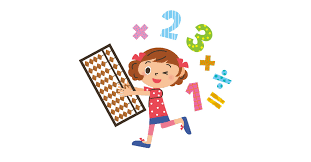 × 2 3
+ ÷
1 =